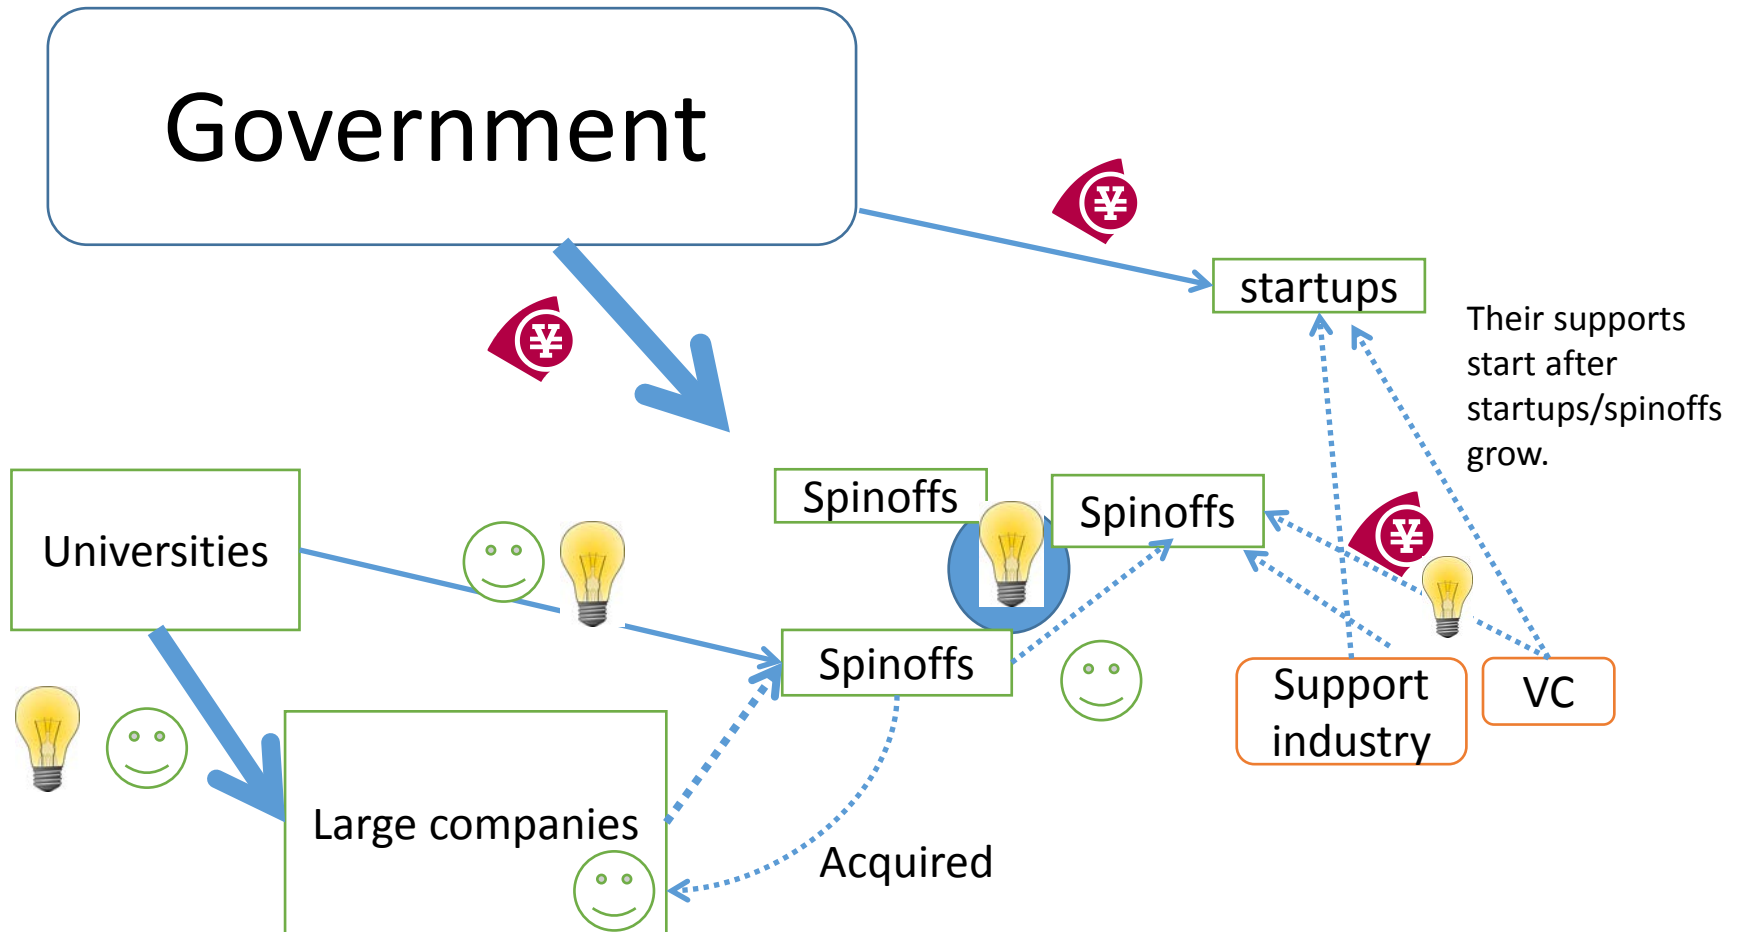 Government
startups
Their supports
start after
startups/spinoffs
grow.
Spinoffs
Spinoffs
Universities
Spinoffs
Support
industry
VC
Large companies
Acquired
¥
¥
¥